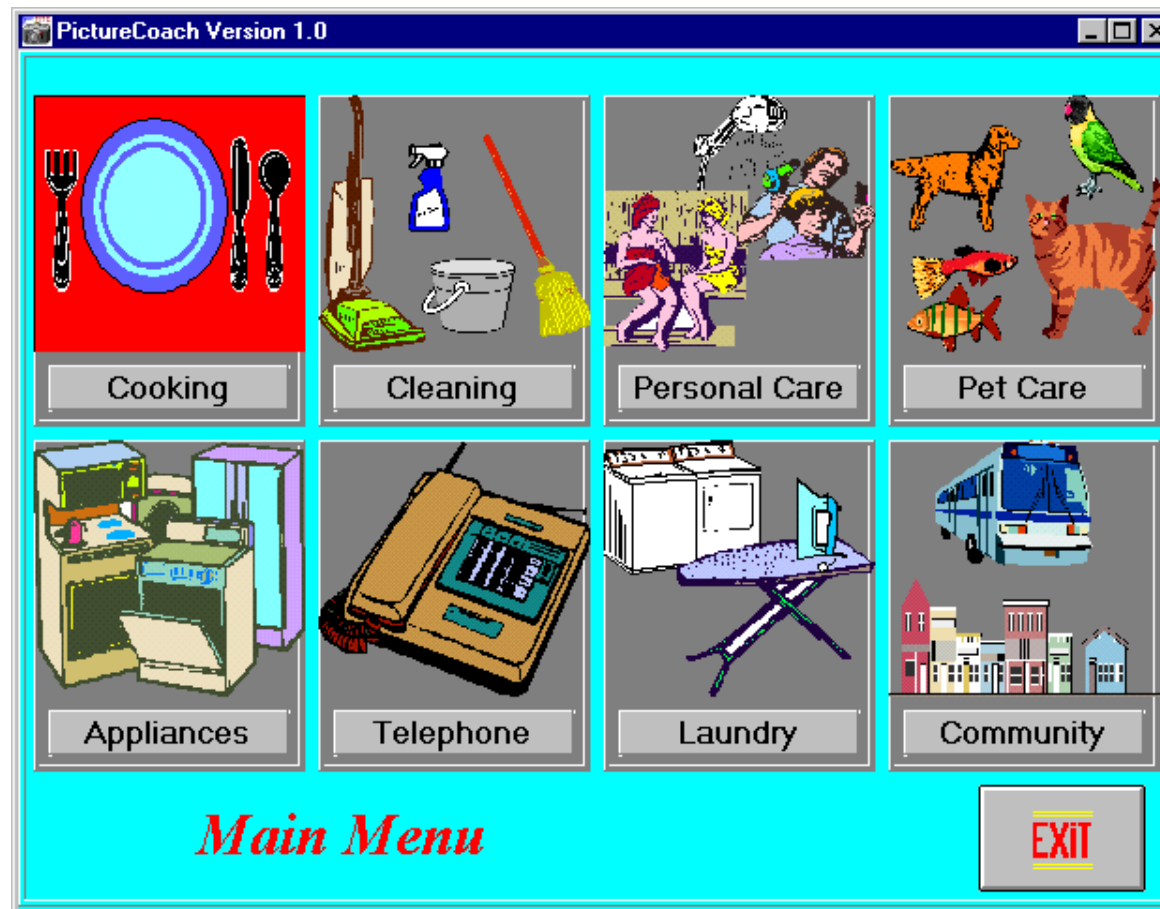 PictureCoach Version 1.0
Cooking
Cleaning
Personal Care
Pet Care
Appliances
Telephone
Laundry
Community
Main Menu
EXiT